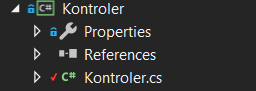 C# Kontroler
Properties
References
C# Kontroler.cs